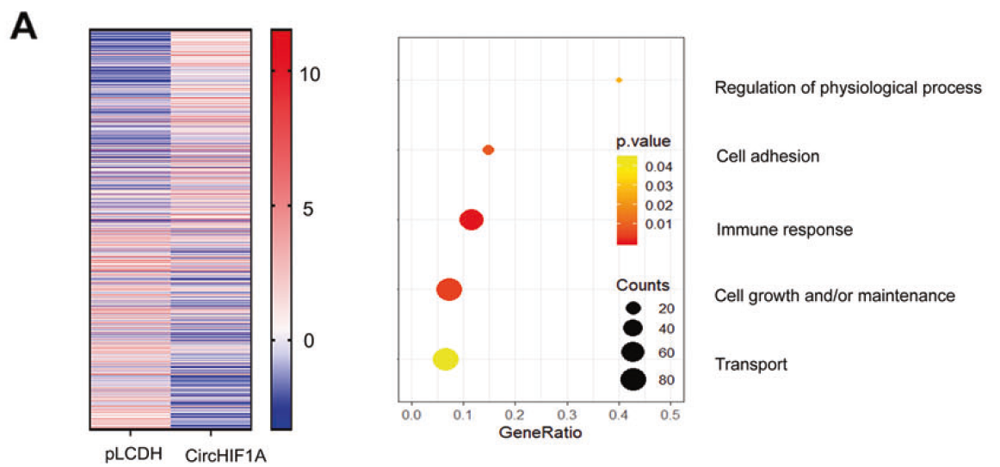 A
10
5
0
pLCDH
CircHIF1A
p.value
0.04
0.03
0.02
0.01
Counts
20
40
60
80
0.0 0.1 0.2 0.3 0.4 0.5
GeneRatio
Regulation of physiological process
Cell adhesion
Immune response
Cell growth and/or maintenance
Transport